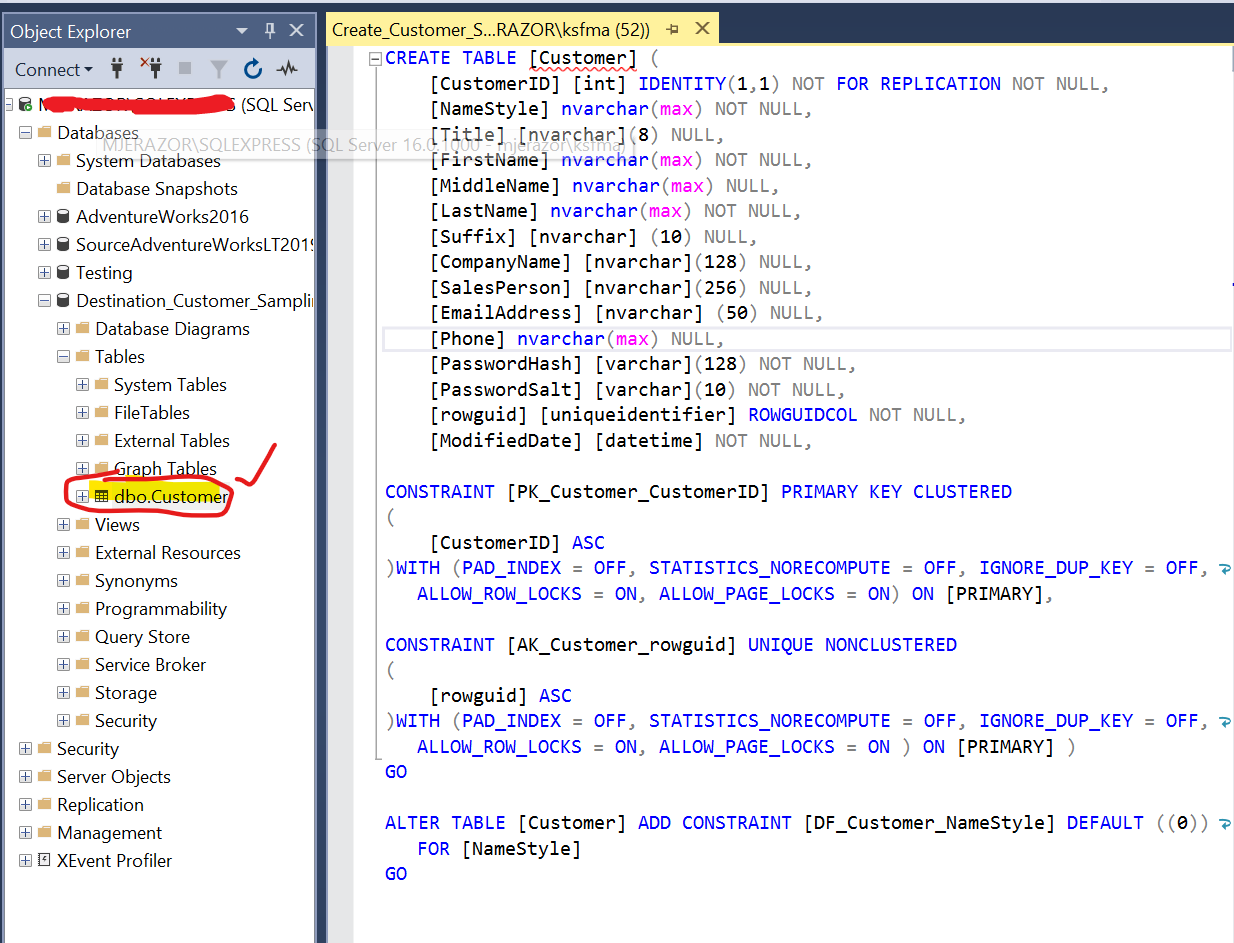 Object Explorer
Connect
(SQL Serv
Databases
MJERAZOR\SQLEXPRESS (SQL Server 16.0.1000 - mjerazor\ksfma)
System Databases
Database Snapshots
AdventureWorks2016
SourceAdventureWorksLT2019
Testing
Destination_Customer_Sampli
Database Diagrams
Tables
System Tables
FileTables
External Tables
Graph Tables
dbo.Customer
Views
External Resources
Synonyms
Programmability
Query Store
Service Broker
Storage
Security
Security
Server Objects
Replication
Management
XEvent Profiler
Create_Customer_S...RAZOR\ksfma (52))
CREATE TABLE [Customer] (
[CustomerID] [int] IDENTITY(1,1) NOT FOR REPLICATION NOT NULL,
[NameStyle] nvarchar(max) NOT NULL,
[Title] [nvarchar](8) NULL,
[FirstName] nvarchar(max) NOT NULL,
[MiddleName] nvarchar(max) NULL,
[LastName] nvarchar(max) NOT NULL,
[Suffix] [nvarchar] (10) NULL,
[CompanyName] [nvarchar](128) NULL,
[SalesPerson] [nvarchar](256) NULL,
[EmailAddress] [nvarchar] (50) NULL,
[Phone] nvarchar(max) NULL,
[PasswordHash] [varchar](128) NOT NULL,
[PasswordSalt] [varchar](10) NOT NULL,
[rowguid] [uniqueidentifier] ROWGUIDCOL NOT NULL,
[ModifiedDate] [datetime] NOT NULL,
CONSTRAINT [PK_Customer_CustomerID] PRIMARY KEY CLUSTERED
(
[CustomerID] ASC
)WITH (PAD_INDEX = OFF, STATISTICS_NORECOMPUTE = OFF, IGNORE_DUP_KEY = OFF,
ALLOW_ROW_LOCKS = ON, ALLOW_PAGE_LOCKS = ON) ON [PRIMARY],
CONSTRAINT [AK_Customer_rowguid] UNIQUE NONCLUSTERED
(
[rowguid] ASC
)WITH (PAD_INDEX = OFF, STATISTICS_NORECOMPUTE = OFF, IGNORE_DUP_KEY = OFF,
ALLOW_ROW_LOCKS = ON, ALLOW_PAGE_LOCKS = ON ) ON [PRIMARY] )
GO
ALTER TABLE [Customer] ADD CONSTRAINT [DF_Customer_NameStyle] DEFAULT ((0))
FOR [NameStyle]
GO